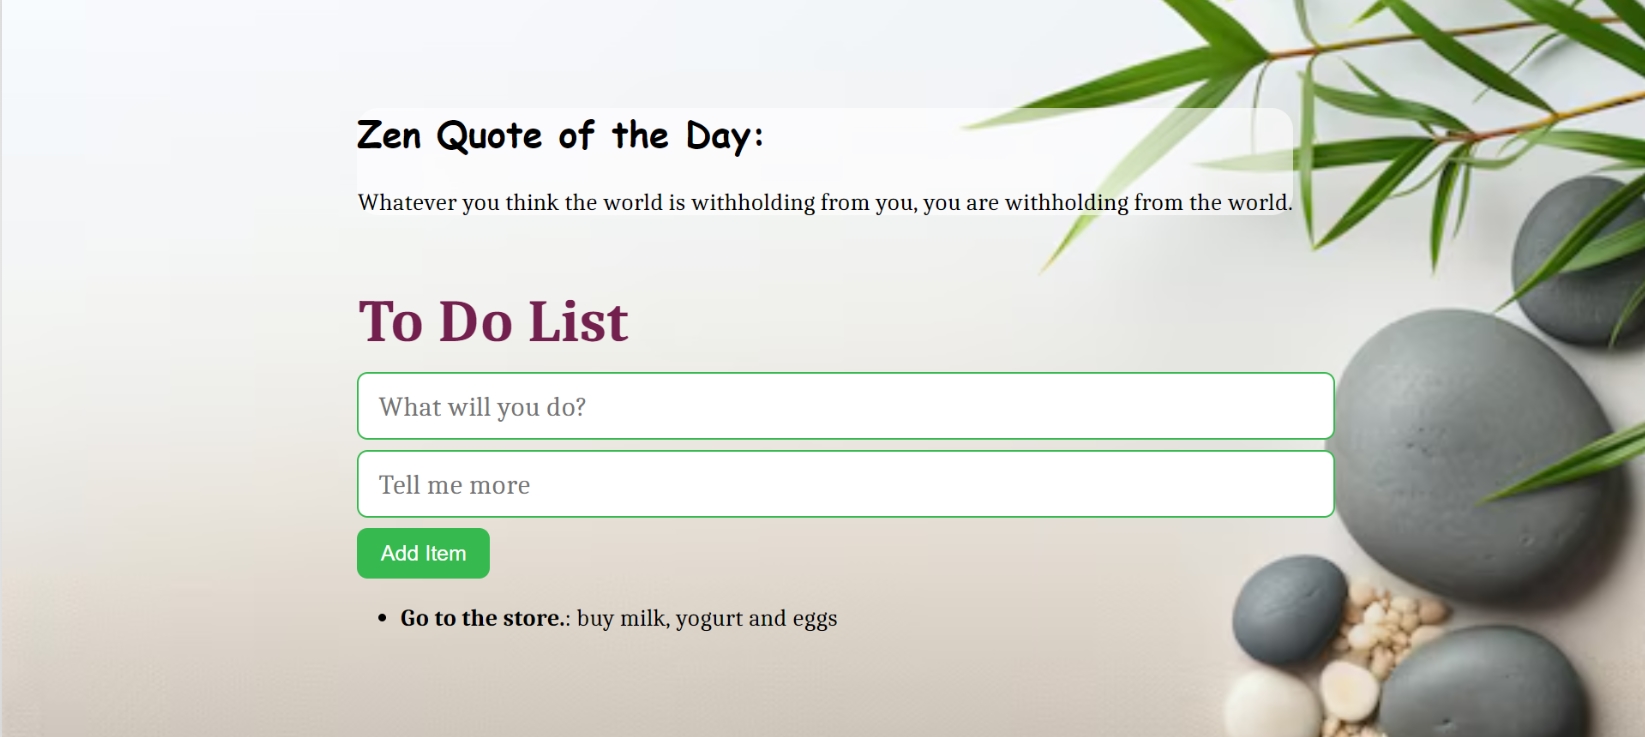 Zen Quote of the Day:
Whatever you think the world is withholding from you, you are withholding from the world.
To Do List
What will you do?
Tell me more
Add Item
Go to the store.: buy milk, yogurt and eggs